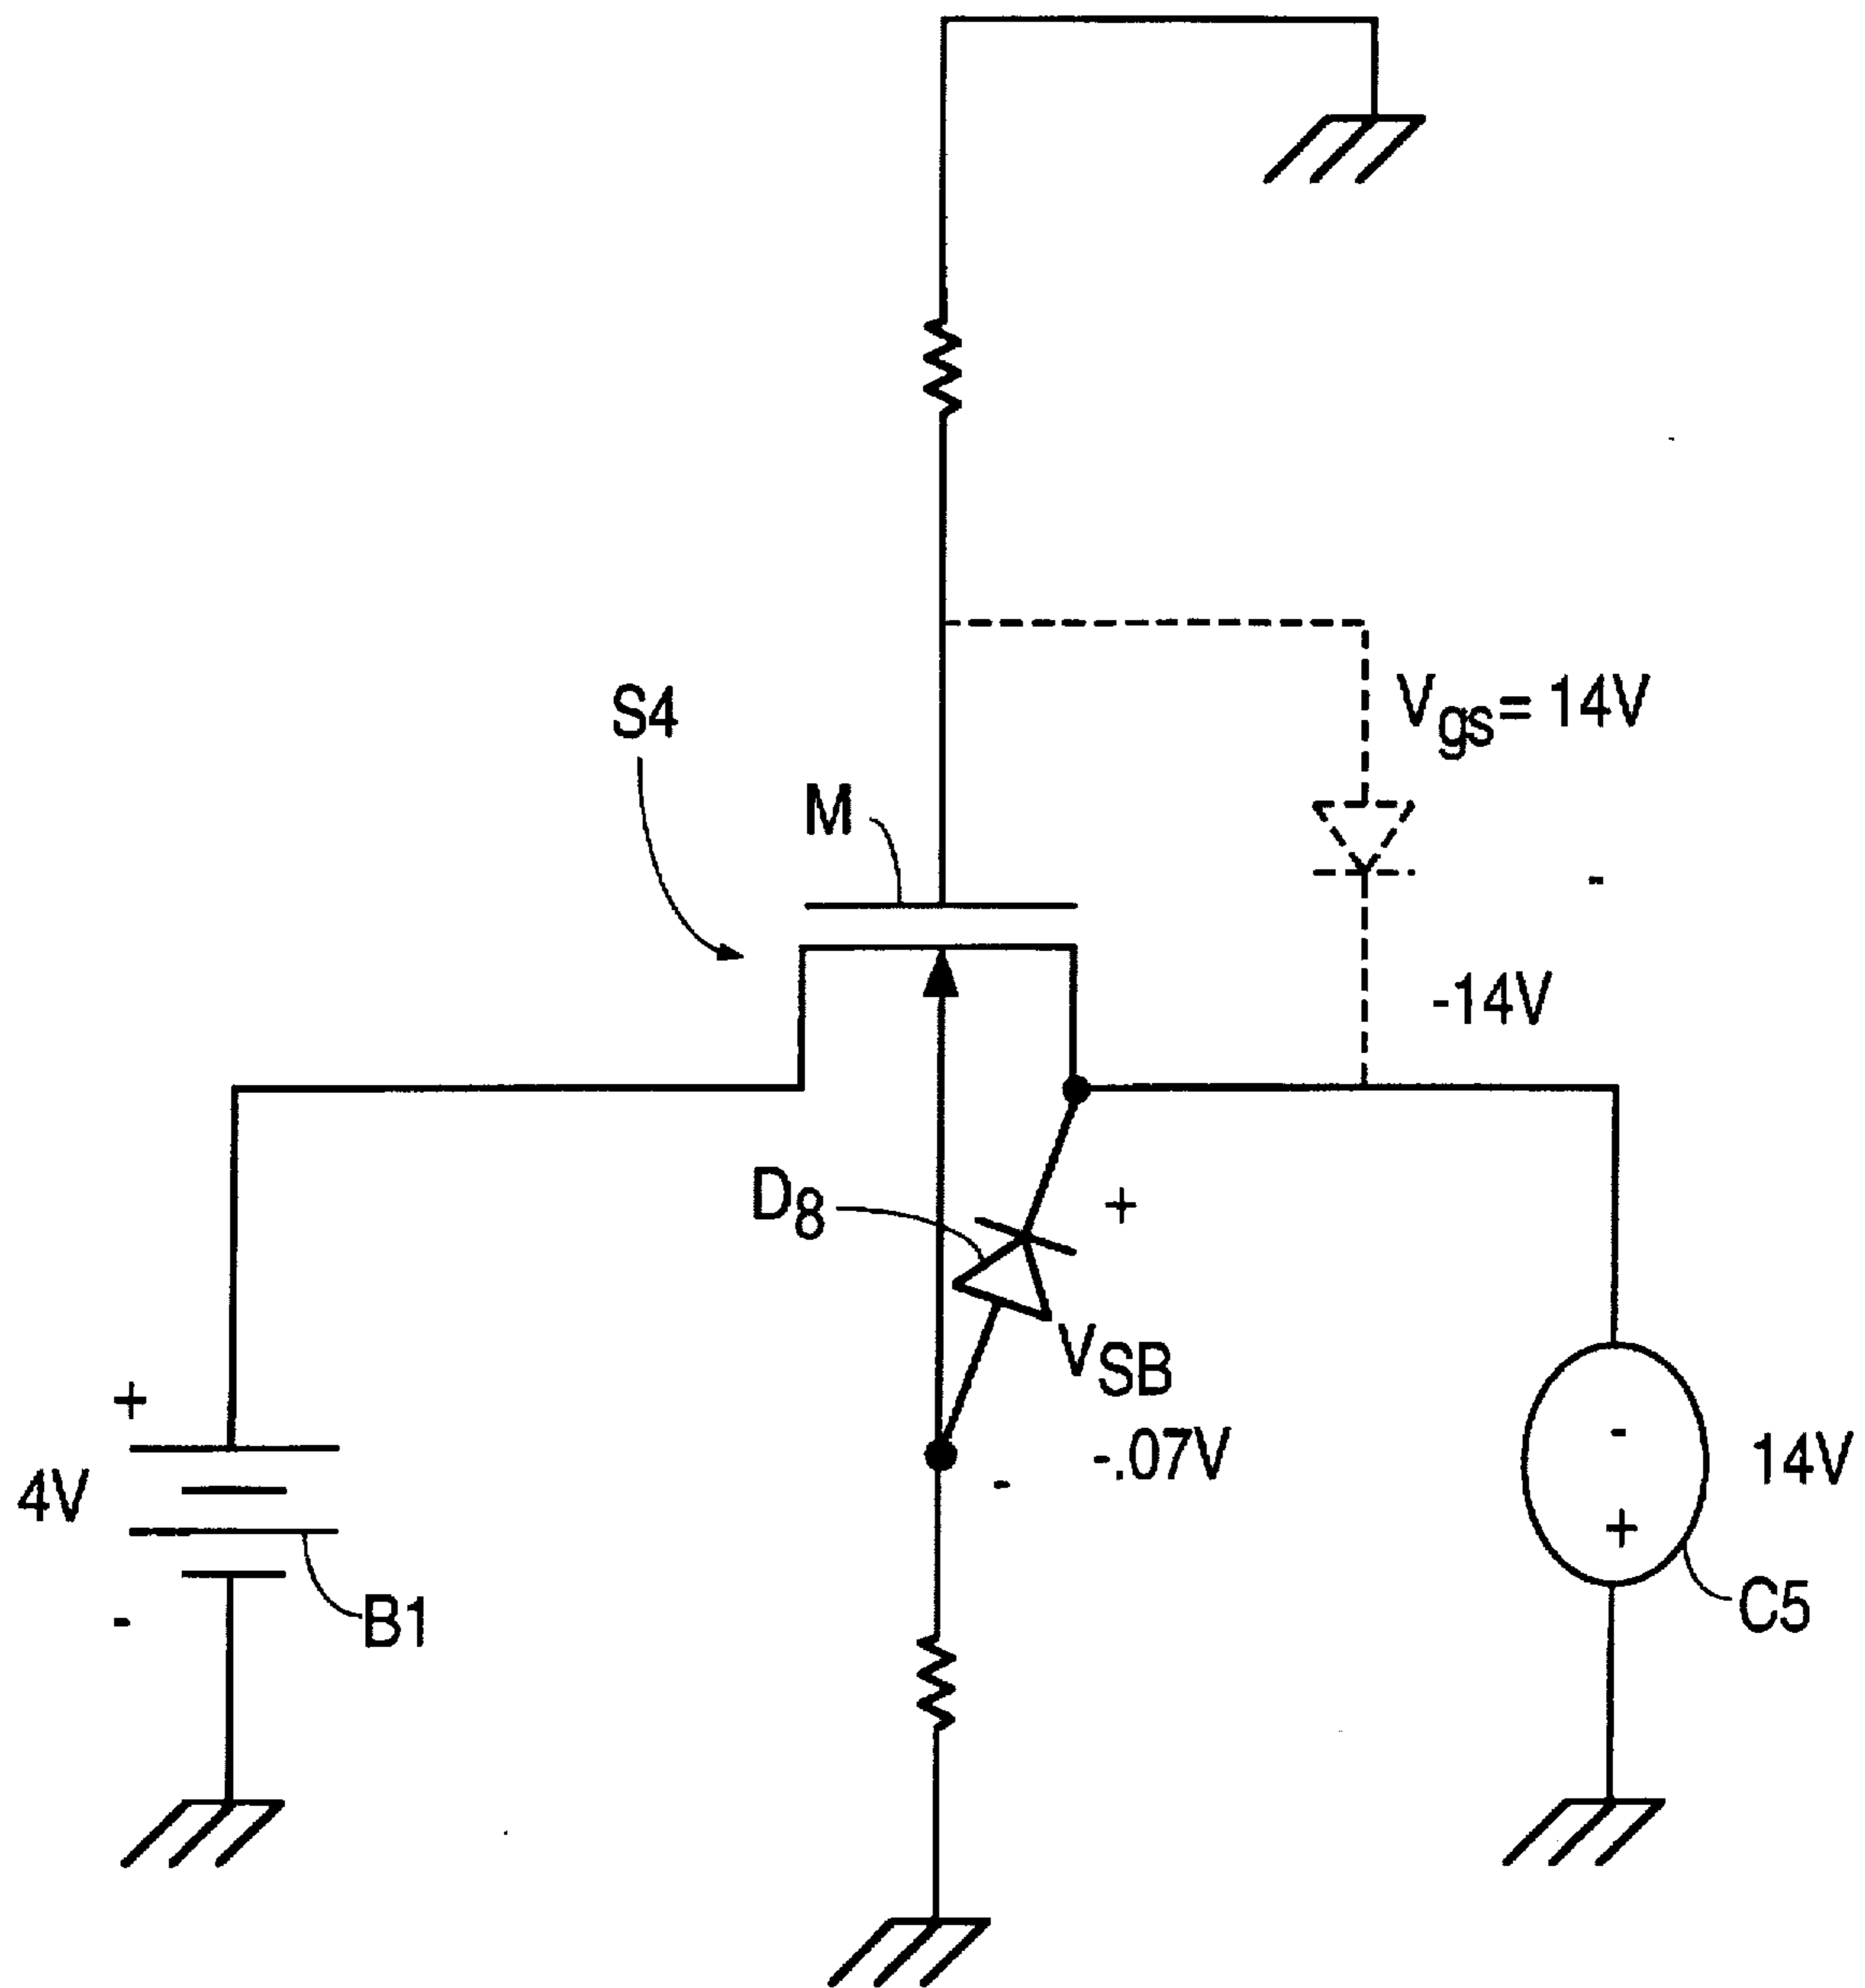 S4
M
Vgs= 14V
-
-14V
D8
+
VSB
-.07V
-
+
4V
-
B1
-
+
14V
C5